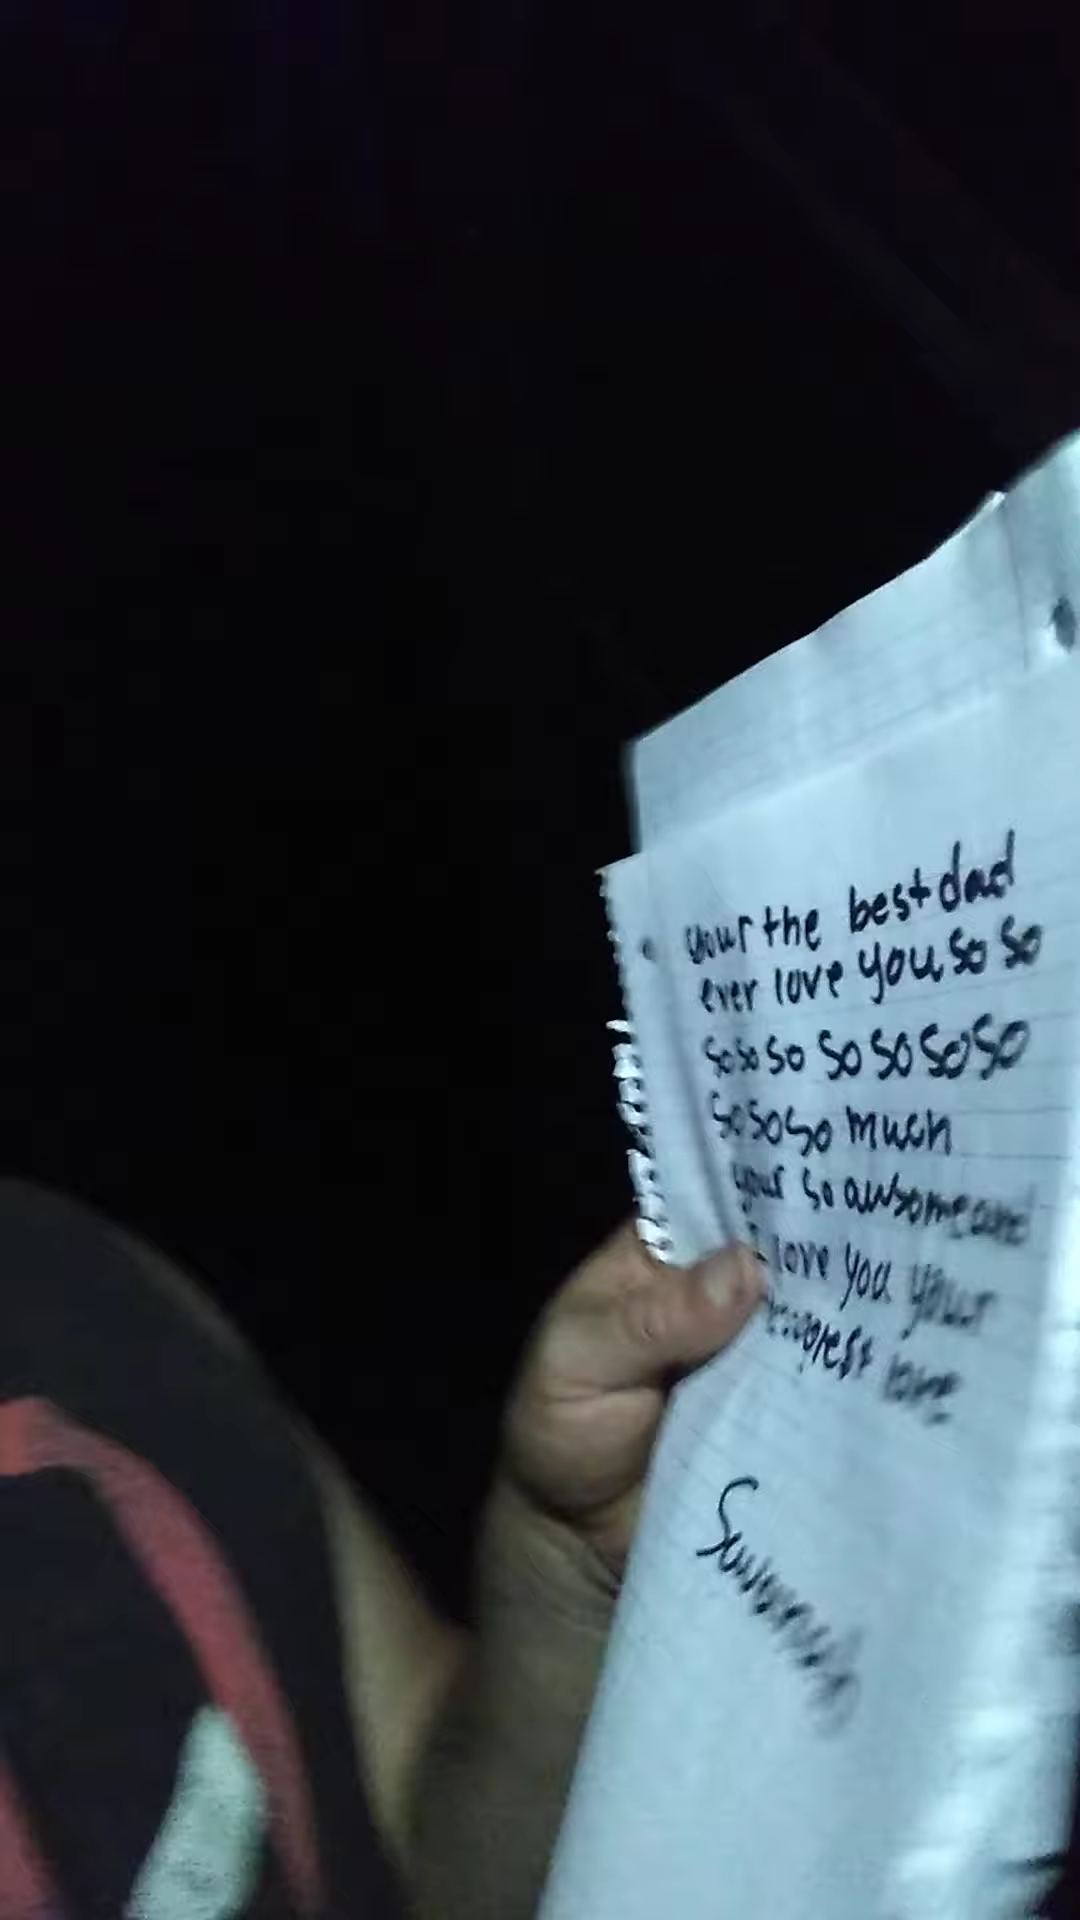 your the best dad
ever love you so so
so so so so so so so
so so so much
your so awsome and
I love you your
love